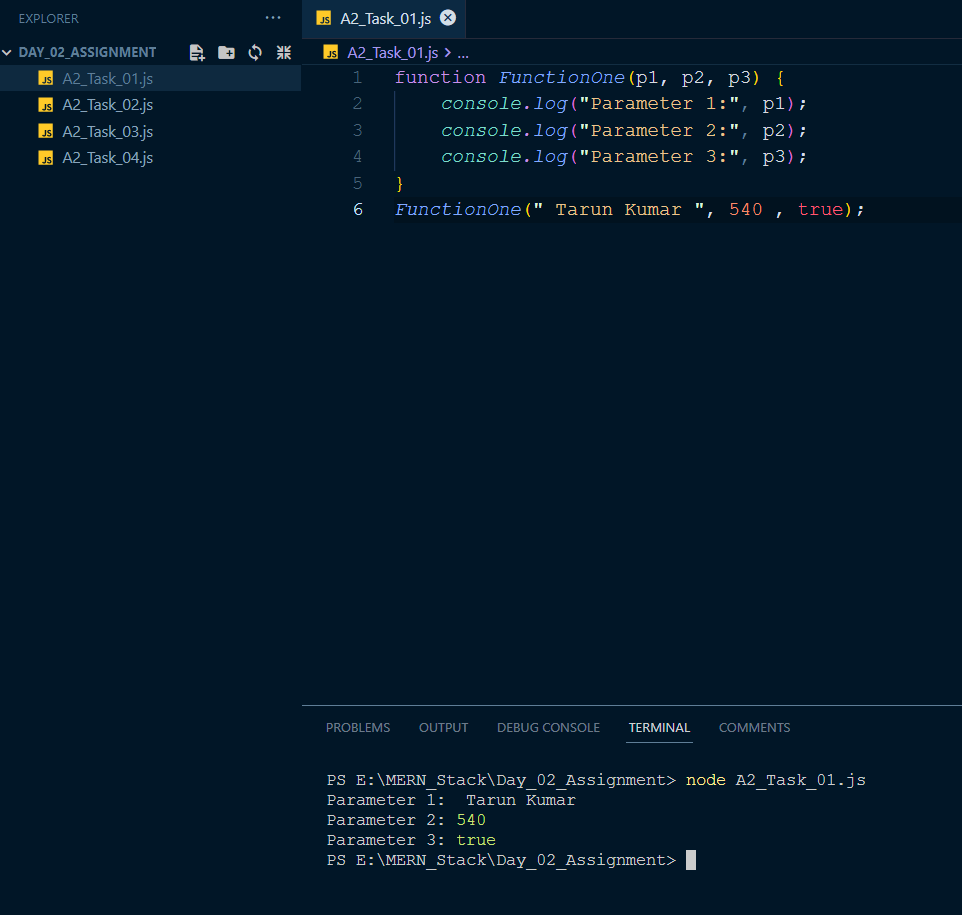 EXPLORER
DAY_02_ASSIGNMENT
JS A2_Task_01.js
JS A2_Task_02.js
JS A2_Task_03.js
JS A2_Task_04.js
JS A2_Task_01.js
JS A2_Task_01.js > ...
1 function FunctionOne(p1, p2, p3) {
2     console.log("Parameter 1:", p1);
3     console.log("Parameter 2:", p2);
4     console.log("Parameter 3:", p3);
5 }
6 FunctionOne(" Tarun Kumar ", 540 , true);
PROBLEMS OUTPUT DEBUG CONSOLE TERMINAL COMMENTS
PS E:\MERN_Stack\Day_02_Assignment> node A2_Task_01.js
Parameter 1:  Tarun Kumar
Parameter 2: 540
Parameter 3: true
PS E:\MERN_Stack\Day_02_Assignment>